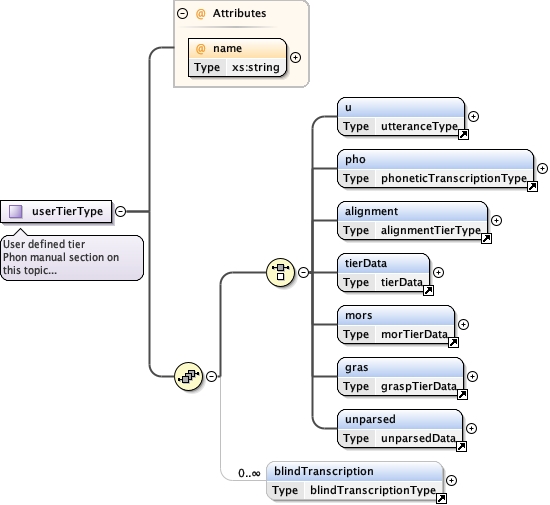 @ Attributes
@ name
Type xs:string
userTierType
User defined tier
Phon manual section on
this topic...
u
Type utteranceType
pho
Type phoneticTranscriptionType
alignment
Type alignmentTierType
tierData
Type tierData
mors
Type morTierData
gras
Type graspTierData
unparsed
Type unparsedData
0..∞
blindTranscription
Type blindTranscriptionType